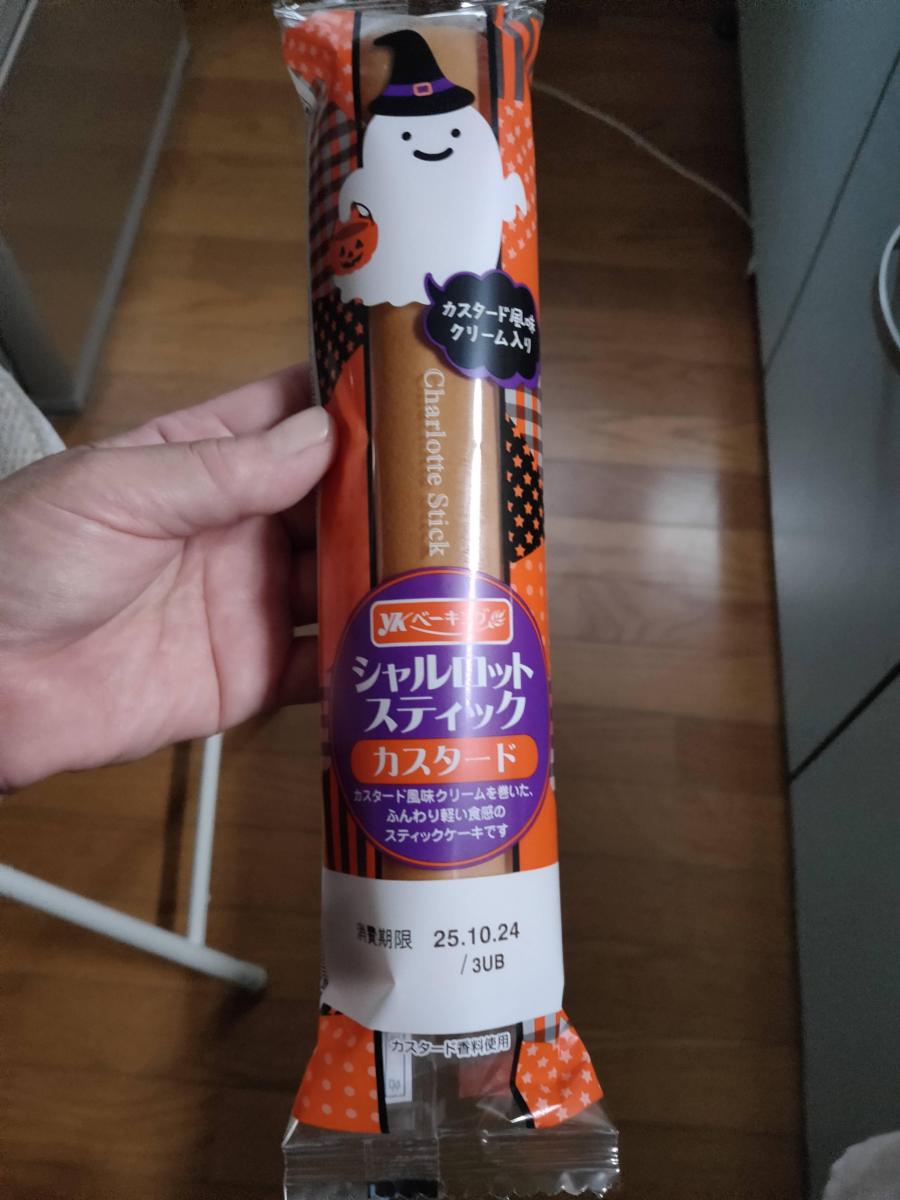 カスタード風味
クリーム入り
Charlotte Stick
YKベーキング
シャルロット
スティック
カスタード
カスタード風味クリームを巻いた、
ふんわり軽い食感の
スティックケーキです
消費期限 25.10.24
/3UB
カスタード香料使用